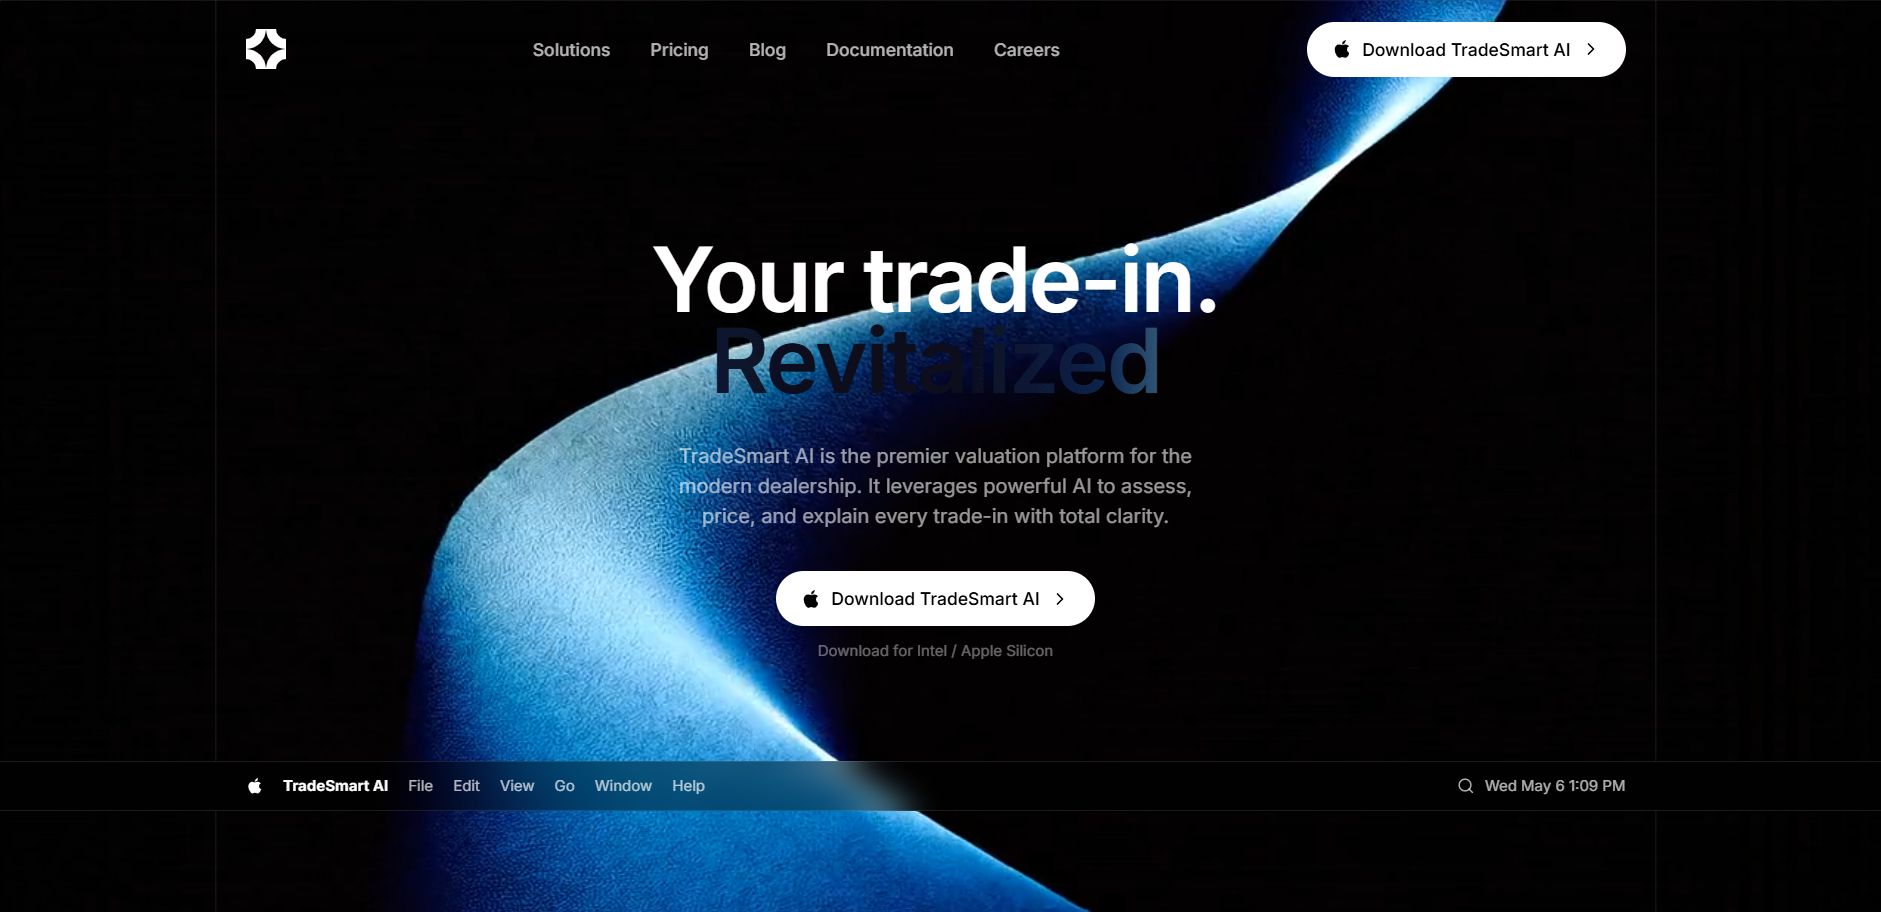 Solutions Pricing Blog Documentation Careers Download TradeSmart AI
Your trade-in.
Revitalized
TradeSmart AI is the premier valuation platform for the
modern dealership. It leverages powerful AI to assess,
price, and explain every trade-in with total clarity.
Download TradeSmart AI
Download for Intel / Apple Silicon
TradeSmart AI File Edit View Go Window Help Wed May 6 1:09 PM